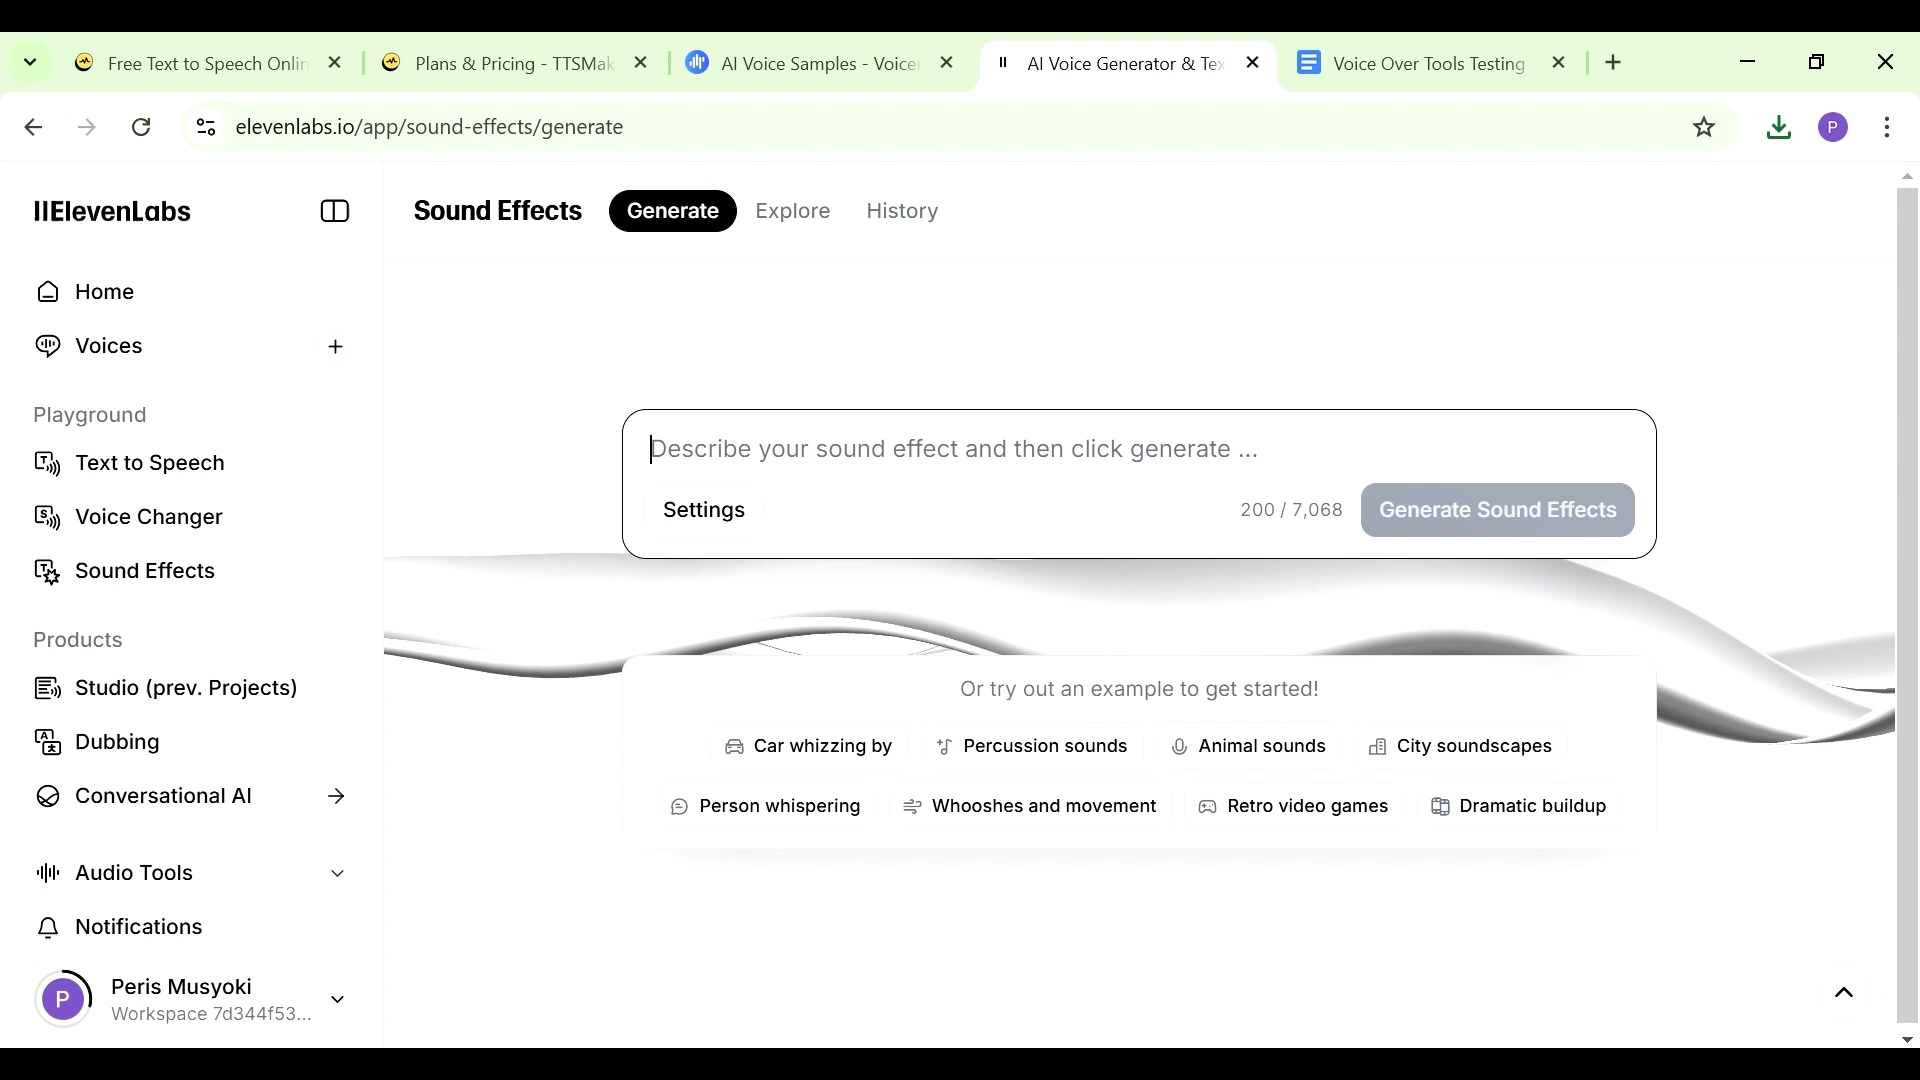 Free Text to Speech Onlin
Plans & Pricing - TTSMak
AI Voice Samples - Voicer
AI Voice Generator & Tex
Voice Over Tools Testing
elevenlabs.io/app/sound-effects/generate
P
IIElevenLabs
Sound Effects
Generate
Explore
History
Home
Voices
Playground
Text to Speech
Voice Changer
Sound Effects
Products
Studio (prev. Projects)
Dubbing
Conversational AI
Audio Tools
Notifications
P
Peris Musyoki
Workspace 7d344f53...
Describe your sound effect and then click generate ...
Settings
200 / 7,068
Generate Sound Effects
Or try out an example to get started!
Car whizzing by
Percussion sounds
Animal sounds
City soundscapes
Person whispering
Whooshes and movement
Retro video games
Dramatic buildup